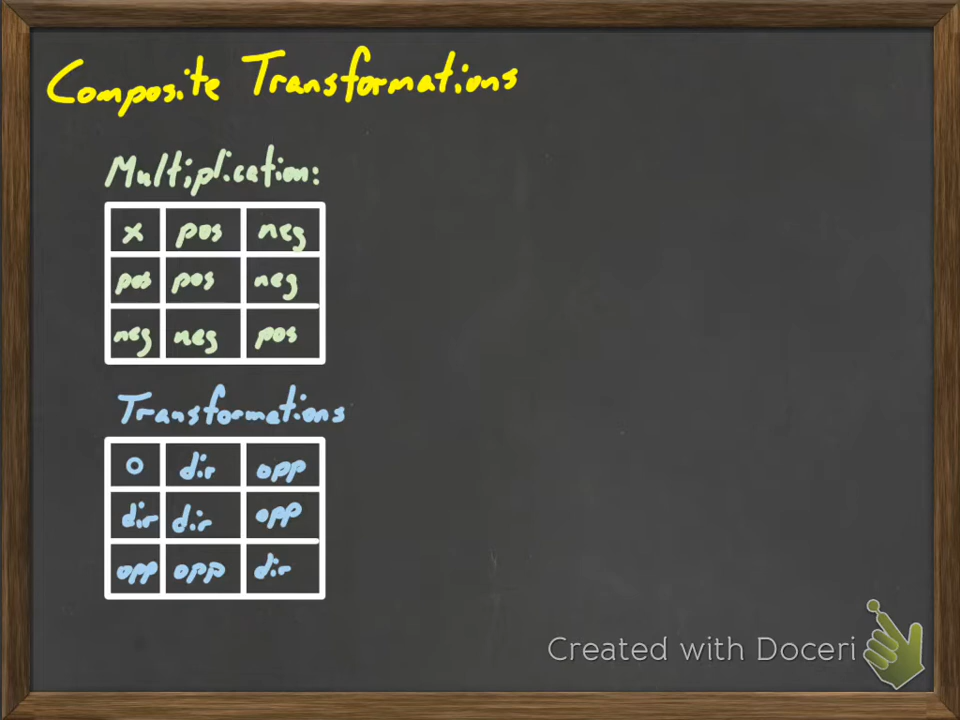 Composite Transformations
Multiplication:
x pos neg
pos pos neg
neg neg pos
Transformations
o dir opp
dir dir opp
opp opp dir
Created with Doceri